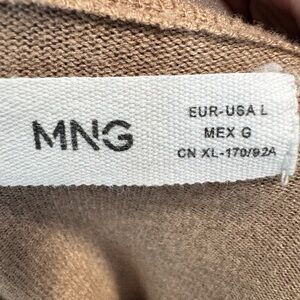 MNG
EUR-USA L
MEX G
CN XL-170/92A